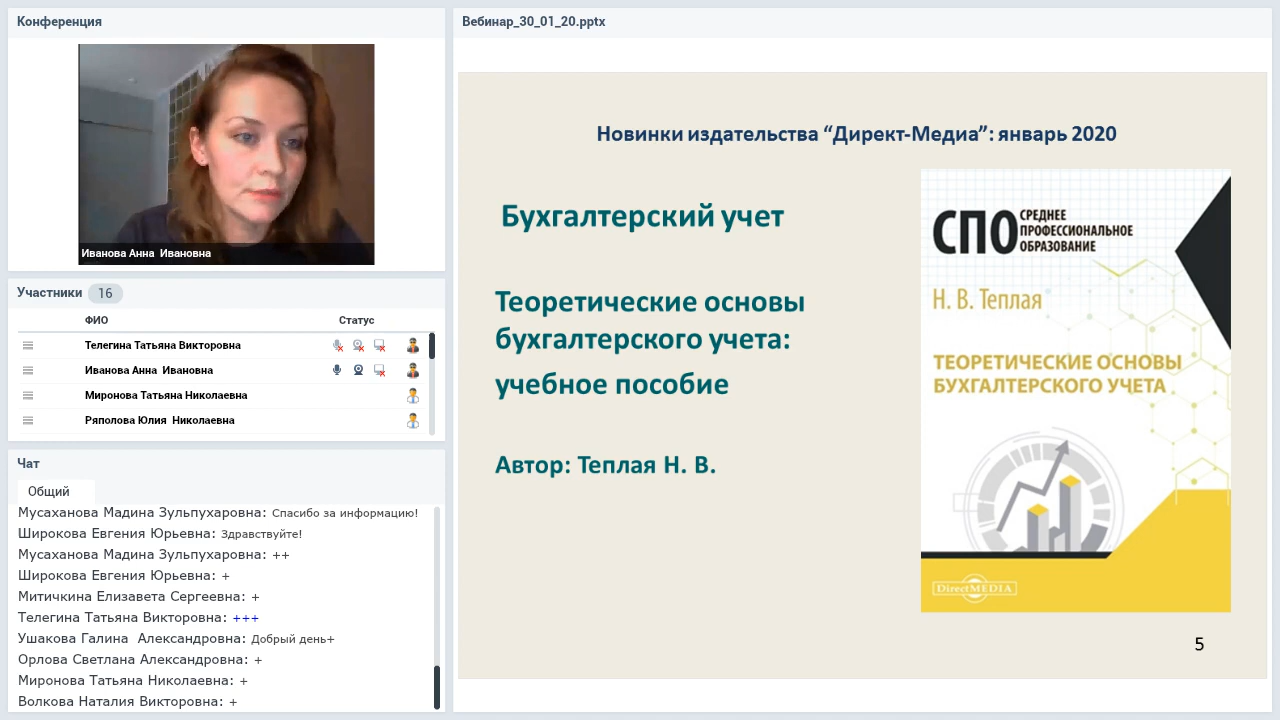 Конференция
Иванова Анна  Ивановна
Участники 16
ФИО Статус
Телегина Татьяна Викторовна
Иванова Анна  Ивановна
Миронова Татьяна Николаевна
Ряполова Юлия  Николаевна
Чат
Общий
Мусаханова Мадина Зульпухаровна: Спасибо за информацию!
Широкова Евгения Юрьевна: Здравствуйте!
Мусаханова Мадина Зульпухаровна: ++
Широкова Евгения Юрьевна: +
Митичкина Елизавета Сергеевна: +
Телегина Татьяна Викторовна: +++
Ушакова Галина  Александровна: Добрый день+
Орлова Светлана Александровна: +
Миронова Татьяна Николаевна: +
Волкова Наталия Викторовна: +
Вебинар_30_01_20.pptx
Новинки издательства “Директ-Медиа”: январь 2020
Бухгалтерский учет
Теоретические основы
бухгалтерского учета:
учебное пособие
Автор: Теплая Н. В.
СПО СРЕДНЕЕ
ПРОФЕССИОНАЛЬНОЕ
ОБРАЗОВАНИЕ
Н. В. Теплая
ТЕОРЕТИЧЕСКИЕ ОСНОВЫ
БУХГАЛТЕРСКОГО УЧЕТА
DirectMEDIA
5